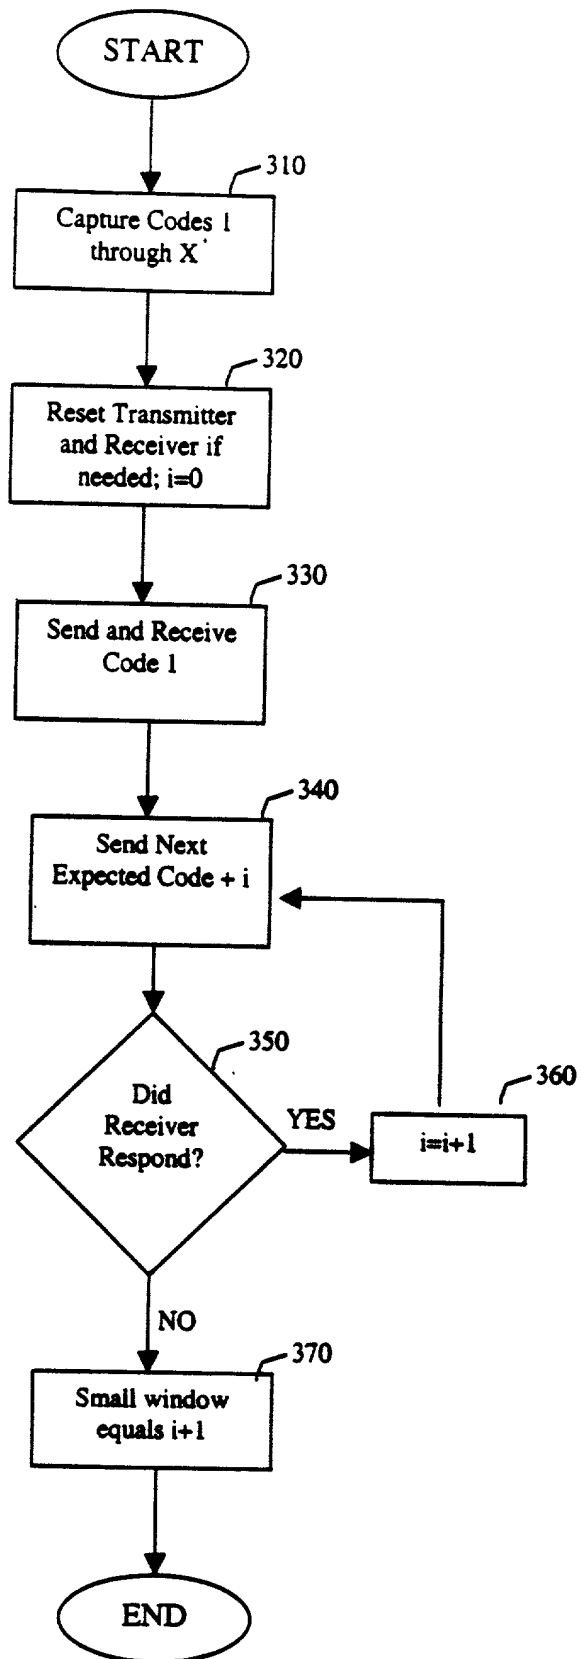 START
310
Capture Codes 1
through X
320
Reset Transmitter
and Receiver if
needed; i=0
330
Send and Receive
Code 1
340
Send Next
Expected Code + i
350
Did
Receiver
Respond?
YES
360
i=i+1
NO
370
Small window
equals i+1
END